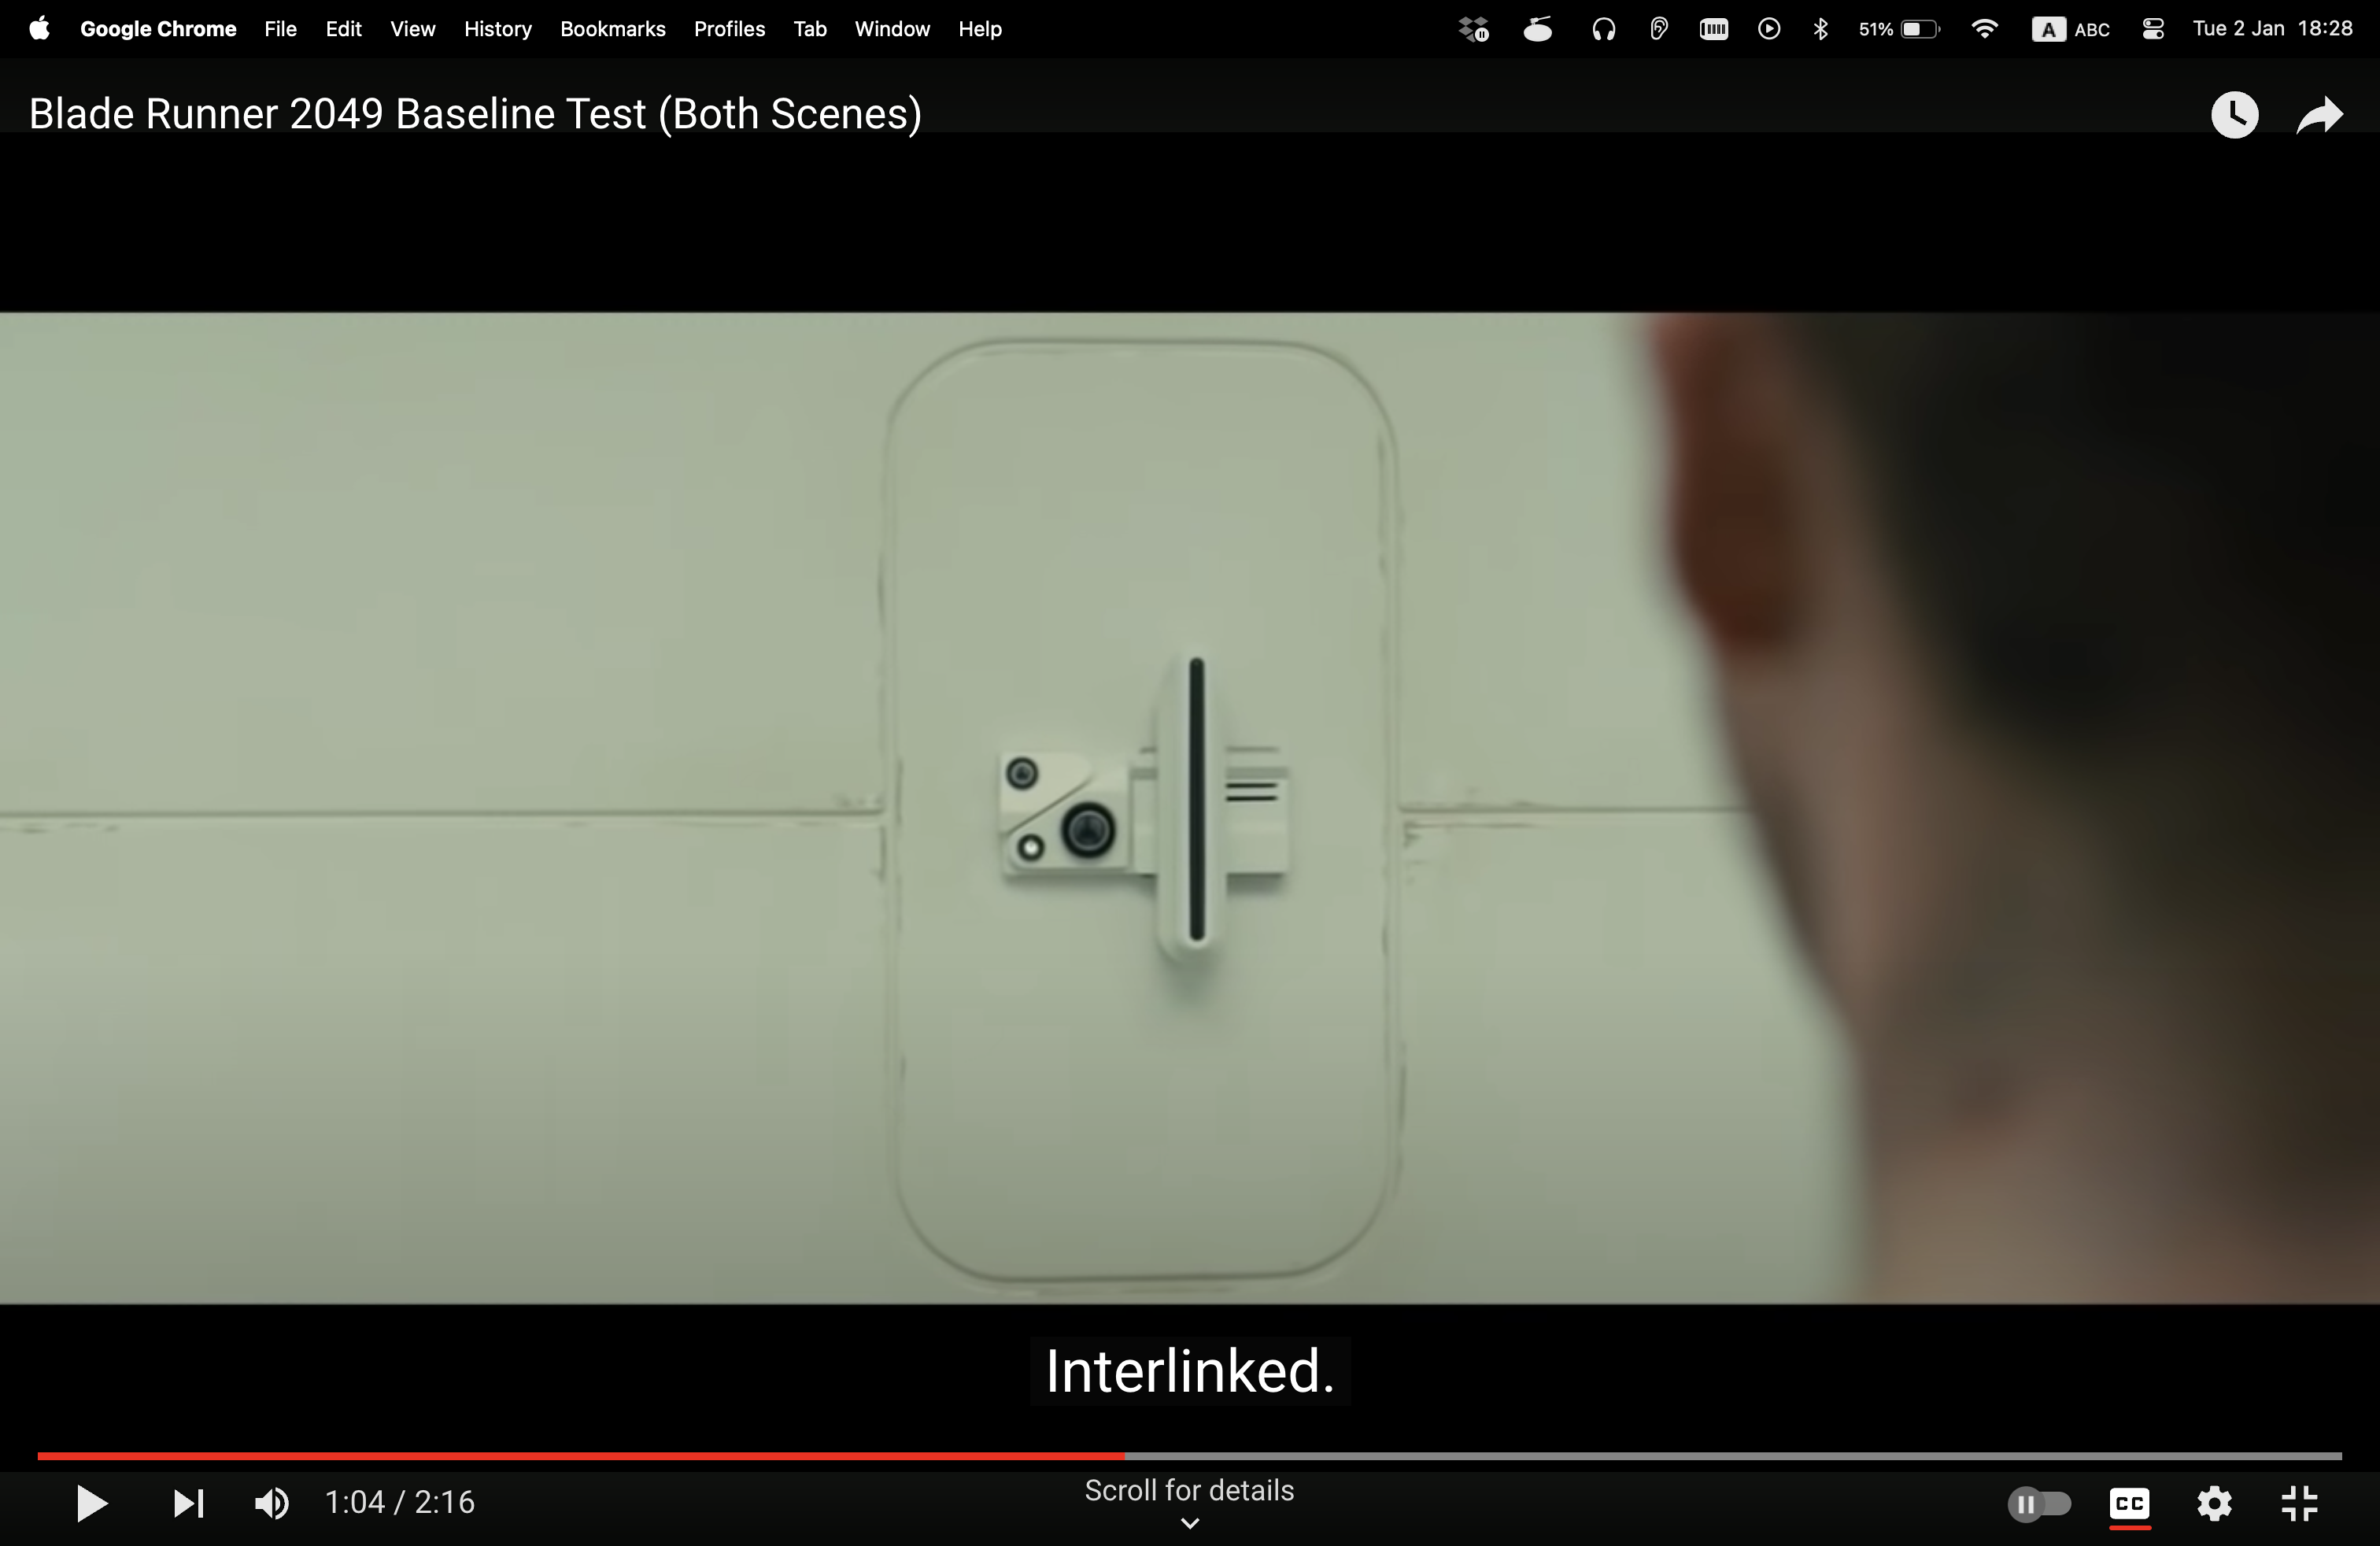 Google Chrome File Edit View History Bookmarks Profiles Tab Window Help 51% A ABC Tue 2 Jan 18:28
Blade Runner 2049 Baseline Test (Both Scenes)
Interlinked.
1:04 / 2:16
Scroll for details
CC